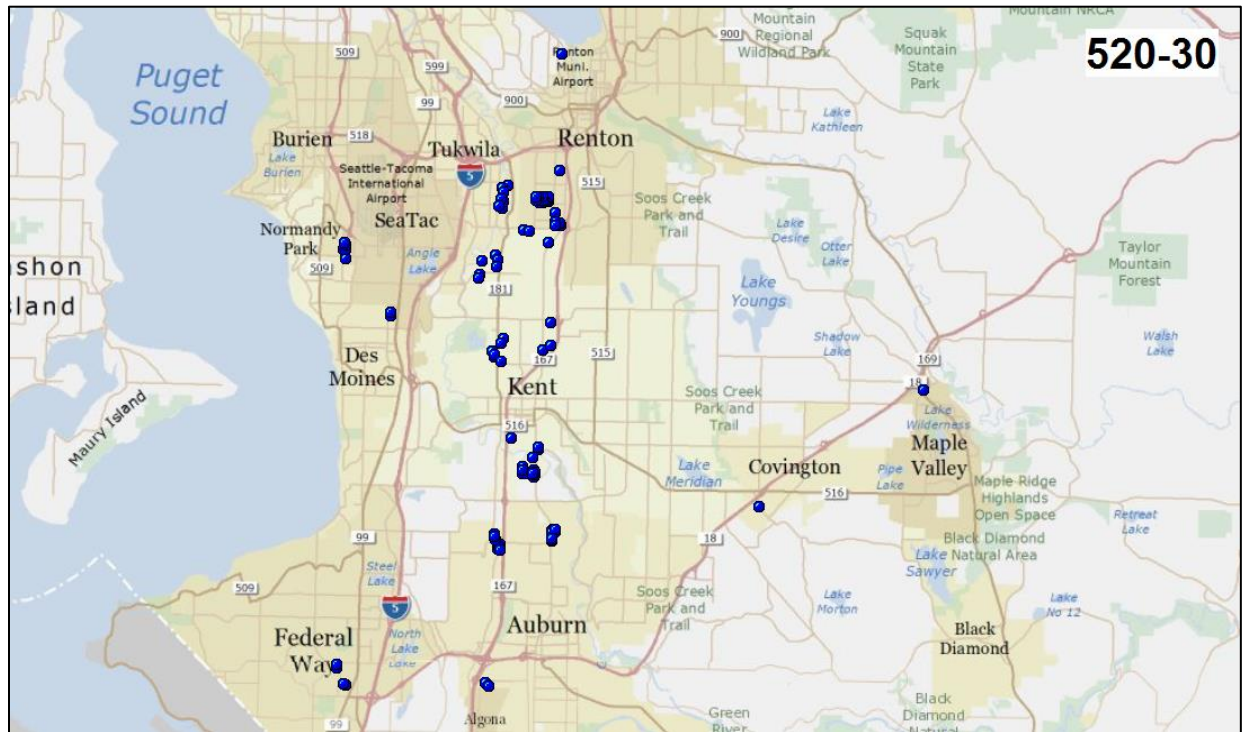 Mountain NRCA
520-30
Mountain
Regional
Wildland Park
Squak
Mountain
State
Park
900
509
599
Puget
Sound
Renton
Muni.
Airport
99
900
Lake
Kathleen
Burien
518
Renton
Tukwila
Lake
Burien
Seattle-Tacoma
International
Airport
5
515
SeaTac
Soos Creek
Park and
Trail
Normandy
Park
Lake
Desire
Otter
Lake
Taylor
Mountain
Forest
Angle
Lake
ashon
sland
509
Lake
Youngs
181
Shadow
Lake
Walsh
Lake
Des
Moines
167
515
169
18
Kent
Soos Creek
Park and
Trail
Maury Island
Lake
Wilderness
516
Maple
Valley
Lake
Meridian
Covington
Pipe
Lake
516
Maple Ridge
Highlands
Open Space
Retreat
Lake
99
18
Black Diamond
Natural Area
Lake
Sawyer
Steel
Lake
509
167
Soos Creek
Park and
Trail
Lake
Morton
Lake
No 12
5
Federal
Way
North
Lake
Lake
Auburn
Black
Diamond
Algona
99
Green
River
Black
Diamond
Natural